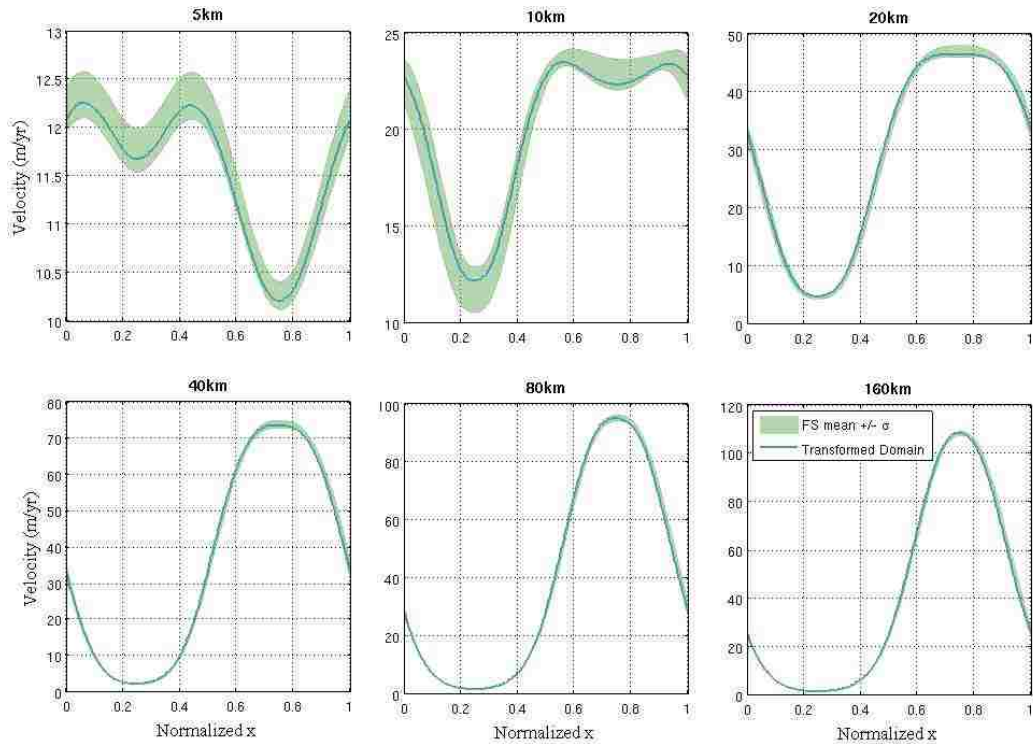 5km
10km
20km
Velocity (m/yr)
13
12.5
12
11.5
11
10.5
10
0 0.2 0.4 0.6 0.8 1
25
20
15
10
0 0.2 0.4 0.6 0.8 1
50
40
30
20
10
0
0 0.2 0.4 0.6 0.8 1
40km
80km
160km
Velocity (m/yr)
80
70
60
50
40
30
20
10
0
0 0.2 0.4 0.6 0.8 1
Normalized x
100
80
60
40
20
0
0 0.2 0.4 0.6 0.8 1
Normalized x
120
100
80
60
40
20
0
0 0.2 0.4 0.6 0.8 1
Normalized x
FS mean +/- σ
Transformed Domain